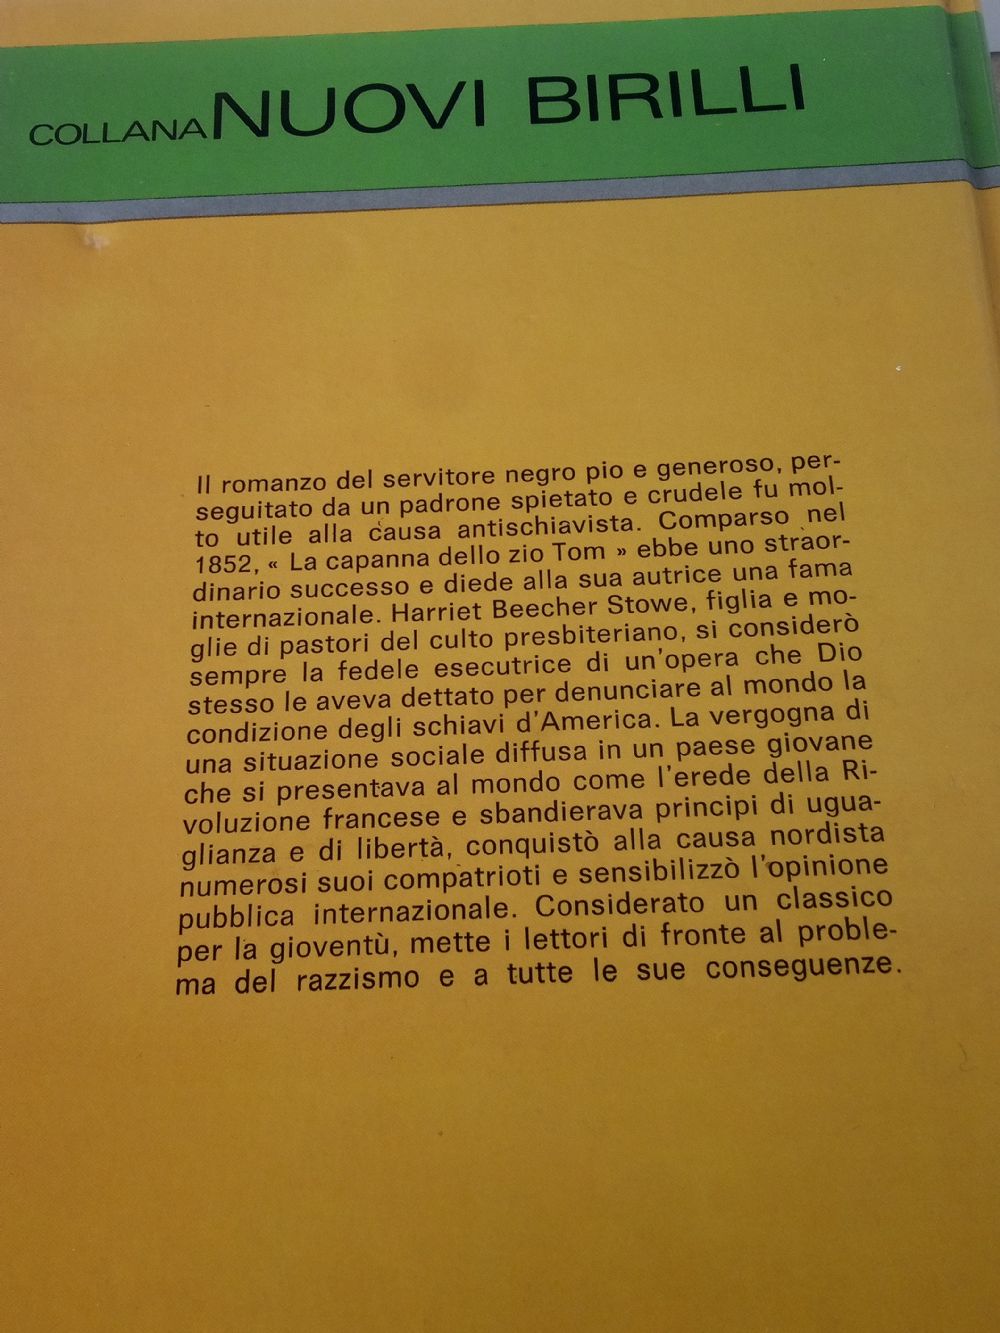 COLLANA NUOVI BIRILLI
Il romanzo del servitore negro pio e generoso, per-
seguitato da un padrone spietato e crudele fu mol-
to utile alla causa antischiavista. Comparso nel
1852, « La capanna dello zio Tom » ebbe uno straor-
dinario successo e diede alla sua autrice una fama
internazionale. Harriet Beecher Stowe, figlia e mo-
glie di pastori del culto presbiteriano, si considerò
sempre la fedele esecutrice di un'opera che Dio
stesso le aveva dettato per denunciare al mondo la
condizione degli schiavi d'America. La vergogna di
una situazione sociale diffusa in un paese giovane
che si presentava al mondo come l'erede della Ri-
voluzione francese e sbandierava principi di ugua-
glianza e di libertà, conquistò alla causa nordista
numerosi suoi compatrioti e sensibilizzò l'opinione
pubblica internazionale. Considerato un classico
per la gioventù, mette i lettori di fronte al proble-
ma del razzismo e a tutte le sue conseguenze.